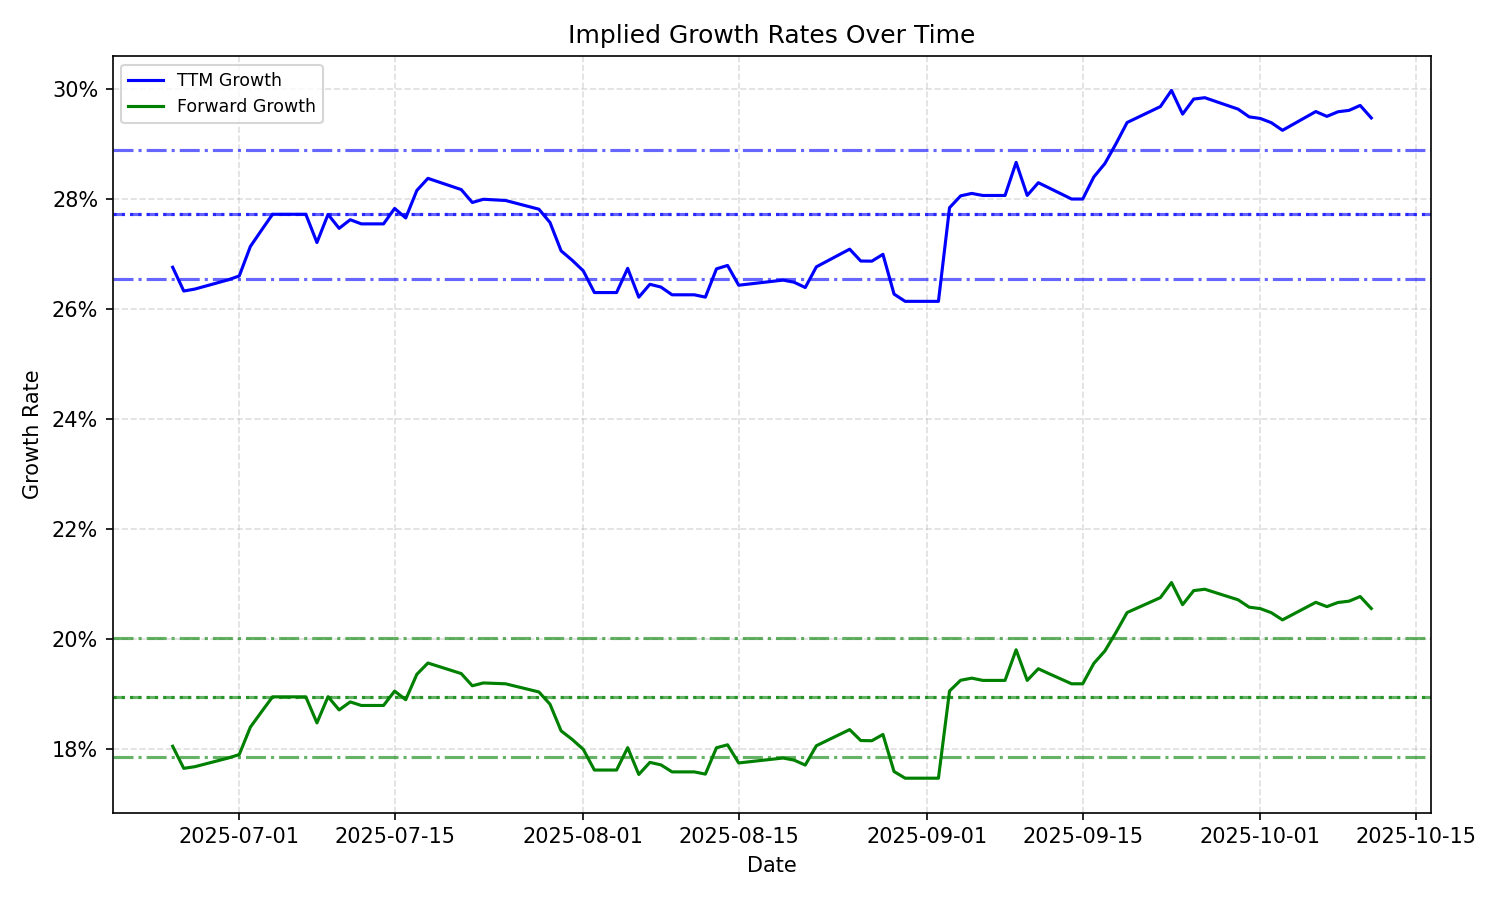 Implied Growth Rates Over Time
TTM Growth
Forward Growth
30%
28%
26%
24%
22%
20%
18%
Growth Rate
2025-07-01 2025-07-15 2025-08-01 2025-08-15 2025-09-01 2025-09-15 2025-10-01 2025-10-15
Date